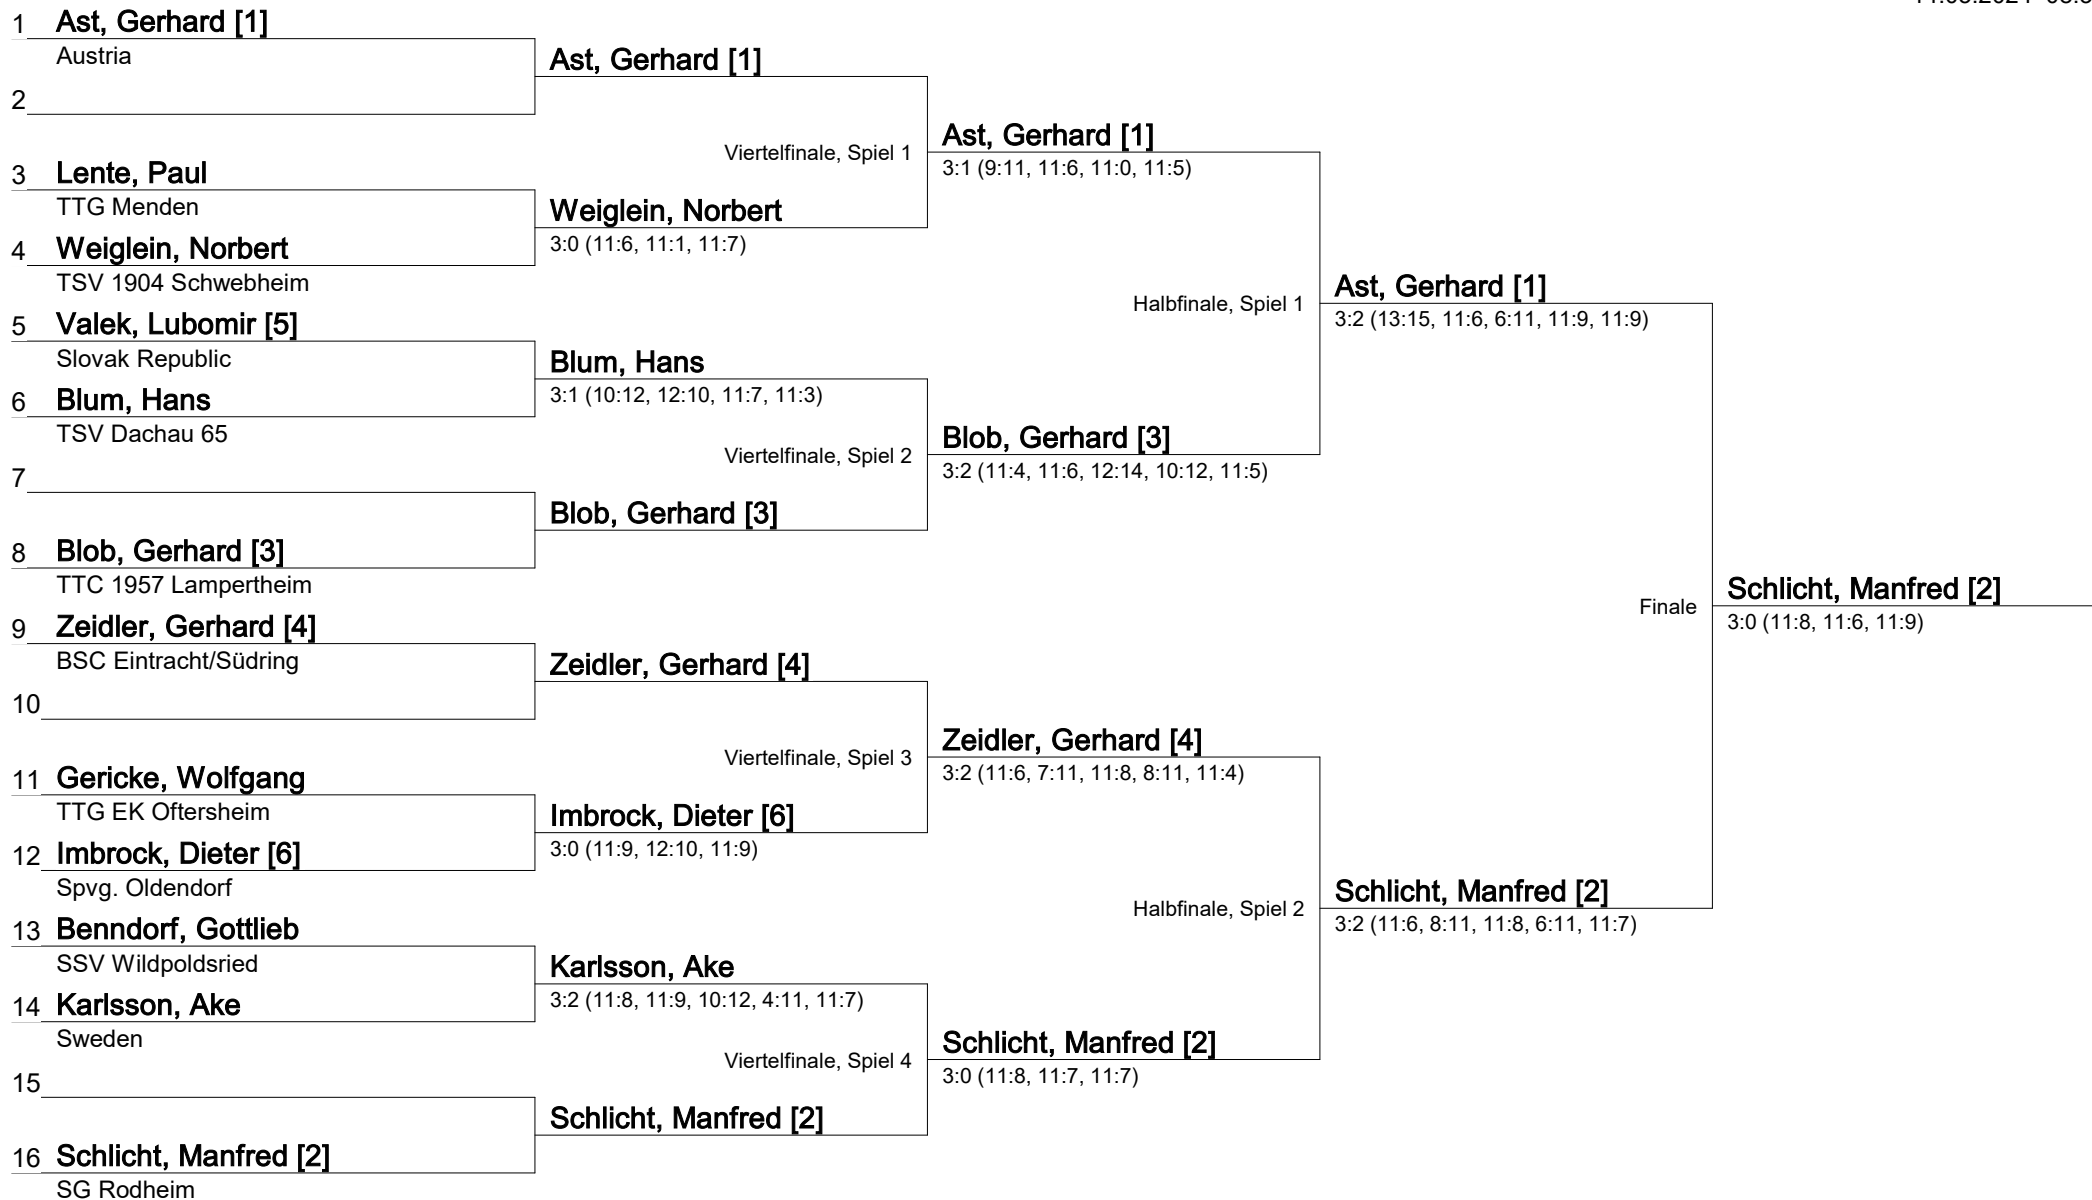 1 Ast, Gerhard [1]
Austria
2
3 Lente, Paul
TTG Menden
4 Weiglein, Norbert
TSV 1904 Schwebheim
5 Valek, Lubomir [5]
Slovak Republic
6 Blum, Hans
TSV Dachau 65
7
8 Blob, Gerhard [3]
TTC 1957 Lampertheim
9 Zeidler, Gerhard [4]
BSC Eintracht/Südring
10
11 Gericke, Wolfgang
TTG EK Oftersheim
12 Imbrock, Dieter [6]
Spvg. Oldendorf
13 Benndorf, Gottlieb
SSV Wildpoldsried
14 Karlsson, Ake
Sweden
15
16 Schlicht, Manfred [2]
SG Rodheim
Ast, Gerhard [1]
Viertelfinale, Spiel 1
Weiglein, Norbert
3:0 (11:6, 11:1, 11:7)
Blum, Hans
3:1 (10:12, 12:10, 11:7, 11:3)
Viertelfinale, Spiel 2
Blob, Gerhard [3]
Zeidler, Gerhard [4]
Viertelfinale, Spiel 3
Imbrock, Dieter [6]
3:0 (11:9, 12:10, 11:9)
Karlsson, Ake
3:2 (11:8, 11:9, 10:12, 4:11, 11:7)
Viertelfinale, Spiel 4
Schlicht, Manfred [2]
Ast, Gerhard [1]
3:1 (9:11, 11:6, 11:0, 11:5)
Halbfinale, Spiel 1
Blob, Gerhard [3]
3:2 (11:4, 11:6, 12:14, 10:12, 11:5)
Zeidler, Gerhard [4]
3:2 (11:6, 7:11, 11:8, 8:11, 11:4)
Halbfinale, Spiel 2
Schlicht, Manfred [2]
3:0 (11:8, 11:7, 11:7)
Ast, Gerhard [1]
3:2 (13:15, 11:6, 6:11, 11:9, 11:9)
Finale
Schlicht, Manfred [2]
3:2 (11:6, 8:11, 11:8, 6:11, 11:7)
Schlicht, Manfred [2]
3:0 (11:8, 11:6, 11:9)